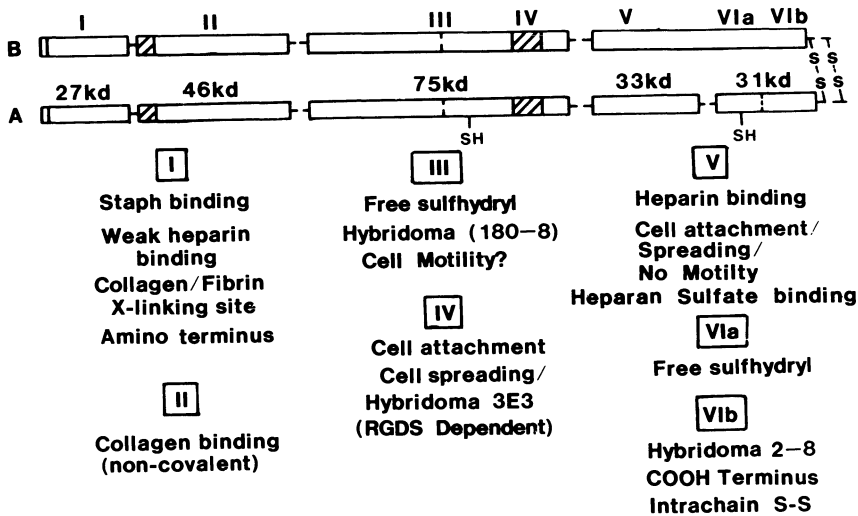 I II III IV V VIa VIb
B
S S
S S
27kd 46kd 75kd 33kd 31kd
A
SH SH
I
Staph binding
Weak heparin
binding
Collagen/Fibrin
X-linking site
Amino terminus
II
Collagen binding
(non-covalent)
III
Free sulfhydryl
Hybridoma (180-8)
Cell Motility?
IV
Cell attachment
Cell spreading/
Hybridoma 3E3
(RGDS Dependent)
V
Heparin binding
Cell attachment/
Spreading/
No Motilty
Heparan Sulfate binding
VIa
Free sulfhydryl
VIb
Hybridoma 2-8
COOH Terminus
Intrachain S-S